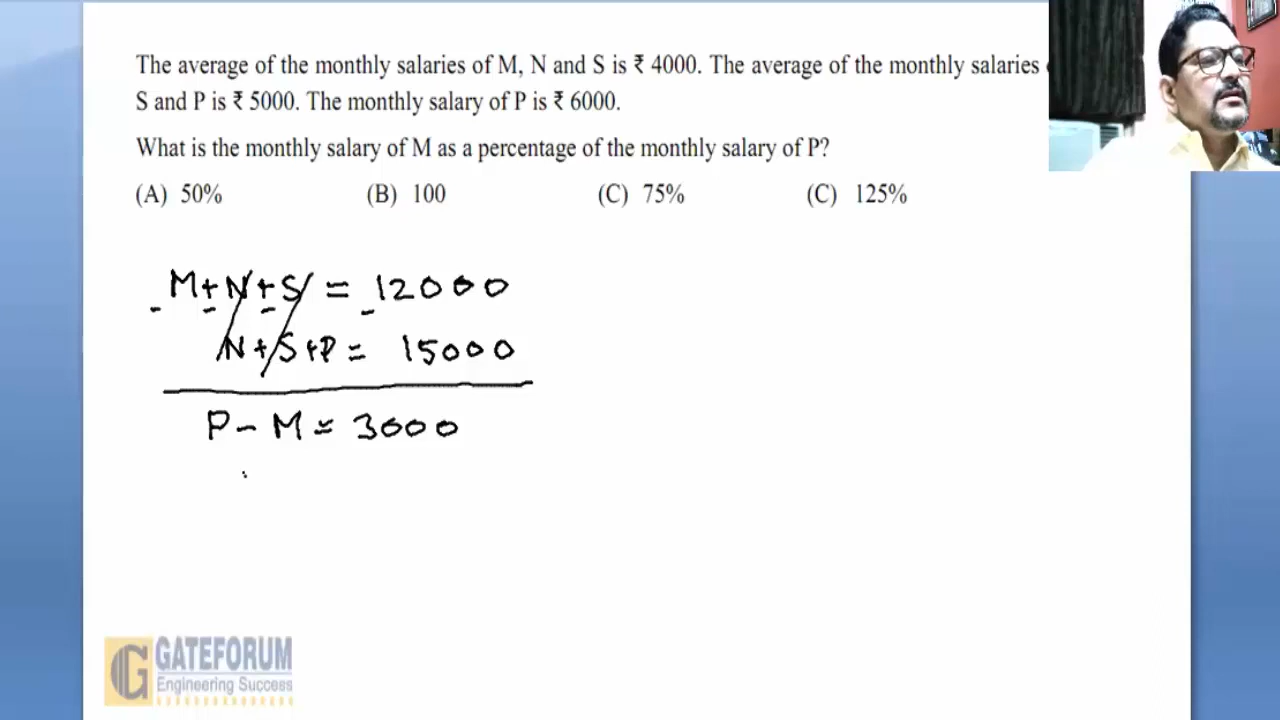 The average of the monthly salaries of M, N and S is ₹ 4000. The average of the monthly salaries
S and P is ₹ 5000. The monthly salary of P is ₹ 6000.
What is the monthly salary of M as a percentage of the monthly salary of P?
(A) 50% (B) 100 (C) 75% (C) 125%
M+N+S = 12000
N+S+P = 15000
P - M = 3000
GATEFORUM
Engineering Success